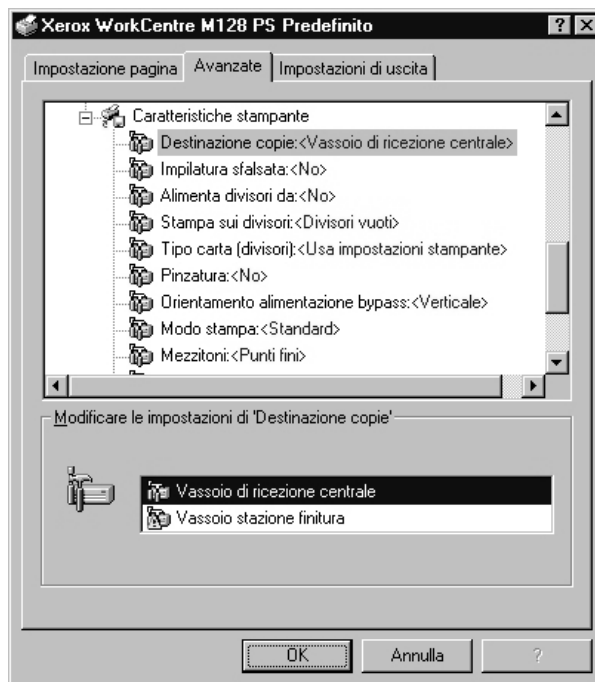 Xerox WorkCentre M128 PS Predefinito
Impostazione pagina
Avanzate
Impostazioni di uscita
Caratteristiche stampante
Destinazione copie:<Vassoio di ricezione centrale>
Impilatura sfalsata:<No>
Alimenta divisori da:<No>
Stampa sui divisori:<Divisori vuoti>
Tipo carta (divisori):<Usa impostazioni stampante>
Pinzatura:<No>
Orientamento alimentazione bypass:<Verticale>
Modo stampa:<Standard>
Mezzitoni:<Punti fini>
Modificare le impostazioni di 'Destinazione copie'
Vassoio di ricezione centrale
Vassoio stazione finitura
OK
Annulla
?